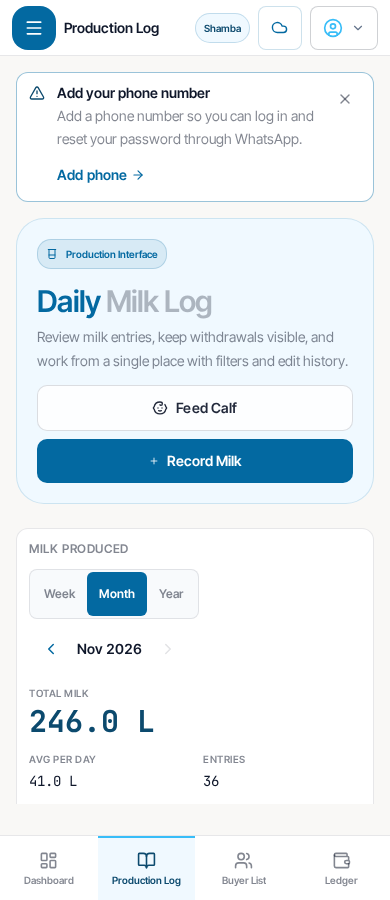 Production Log
Shamba
Add your phone number
Add a phone number so you can log in and
reset your password through WhatsApp.
Add phone →
Production Interface
Daily Milk Log
Review milk entries, keep withdrawals visible, and
work from a single place with filters and edit history.
Feed Calf
+ Record Milk
MILK PRODUCED
Week Month Year
Nov 2026
TOTAL MILK
246.0 L
AVG PER DAY ENTRIES
41.0 L 36
Dashboard Production Log Buyer List Ledger